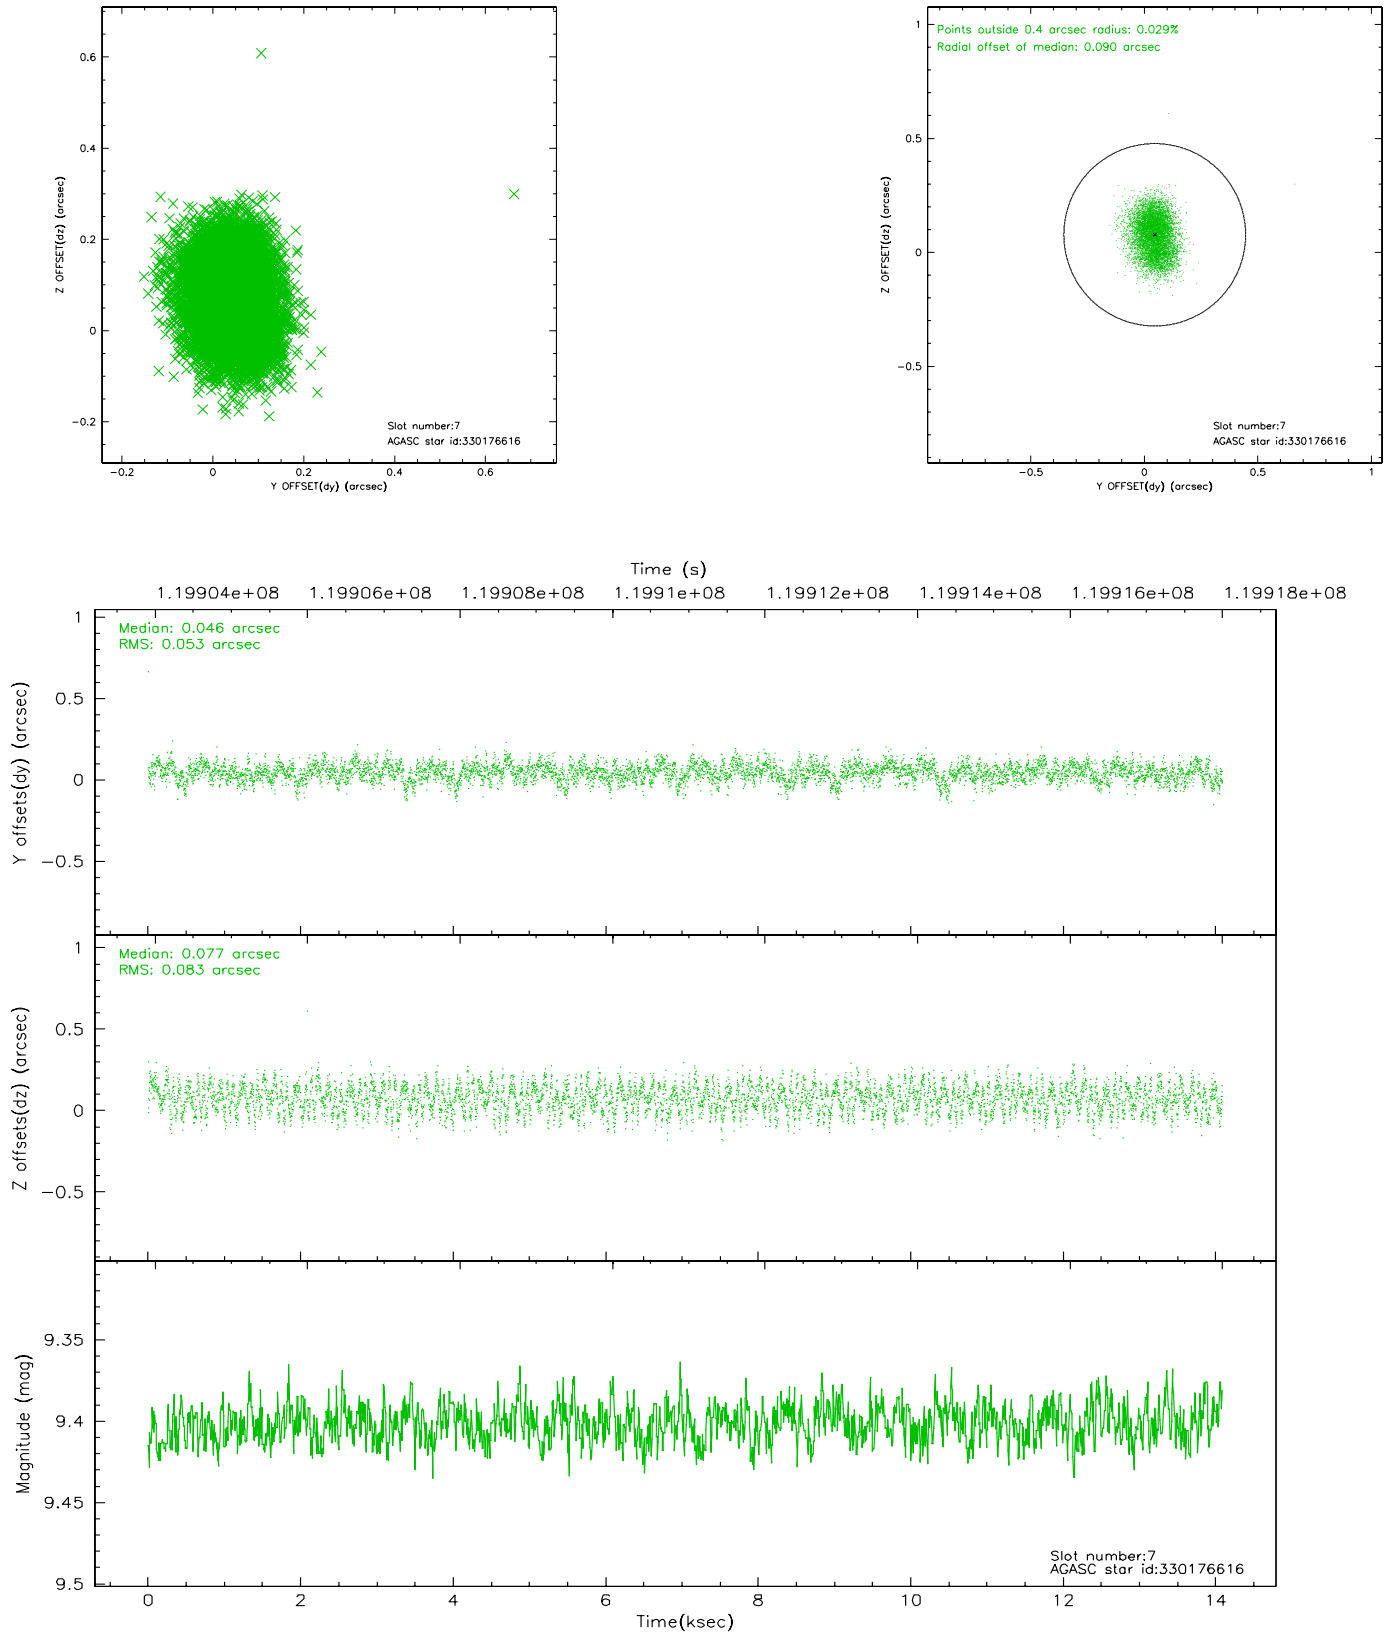 0.6
0.4
0.2
0
−0.2
Z OFFSET(dz) (arcsec)
Slot number:7
AGASC star id:330176616
−0.2 0 0.2 0.4 0.6
Y OFFSET(dy) (arcsec)
Points outside 0.4 arcsec radius: 0.029%
Radial offset of median: 0.090 arcsec
1
0.5
0
−0.5
Z OFFSET(dz) (arcsec)
Slot number:7
AGASC star id:330176616
−0.5 0 0.5 1
Y OFFSET(dy) (arcsec)
Time (s)
1.19904e+08 1.19906e+08 1.19908e+08 1.1991e+08 1.19912e+08 1.19914e+08 1.19916e+08 1.19918e+08
Median: 0.046 arcsec
RMS: 0.053 arcsec
1
0.5
0
−0.5
Y offsets(dy) (arcsec)
Median: 0.077 arcsec
RMS: 0.083 arcsec
1
0.5
0
−0.5
Z offsets(dz) (arcsec)
9.35
9.4
9.45
9.5
Magnitude (mag)
Slot number:7
AGASC star id:330176616
0 2 4 6 8 10 12 14
Time(ksec)